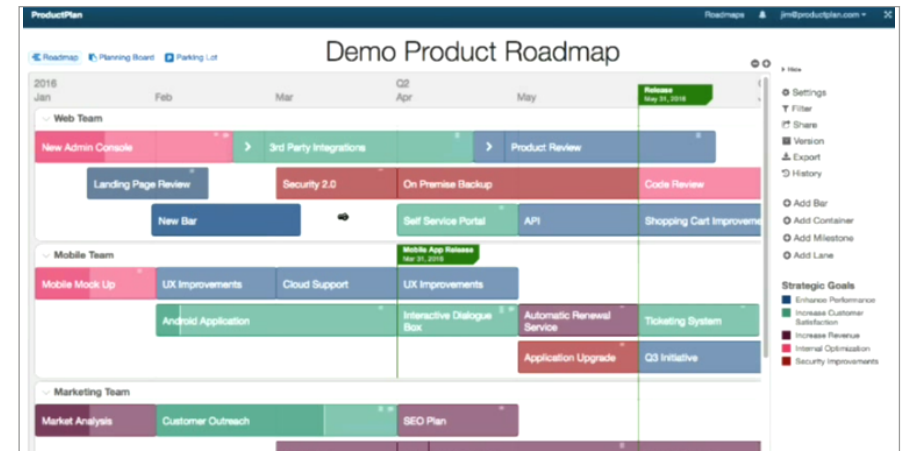 ProductPlan
Roadmaps
jim@productplan.com
Roadmap Planning Board Parking Lot
Demo Product Roadmap
Hide
2016
Q2
Jan Feb Mar Apr May
Release
May 31, 2016
Web Team
New Admin Console
3rd Party Integrations
Product Review
Landing Page Review
Security 2.0
On Premise Backup
Code Review
New Bar
Self Service Portal
API
Shopping Cart Improveme
Mobile Team
Mobile App Release
Mar 31, 2016
Mobile Mock Up
UX Improvements
Cloud Support
UX Improvements
Android Application
Interactive Dialogue
Box
Automatic Renewal
Service
Ticketing System
Application Upgrade
Q3 Initiative
Marketing Team
Market Analysis
Customer Outreach
SEO Plan
Settings
Filter
Share
Version
Export
History
Add Bar
Add Container
Add Milestone
Add Lane
Strategic Goals
Enhance Performance
Increase Customer
Satisfaction
Increase Revenue
Internal Optimization
Security Improvements